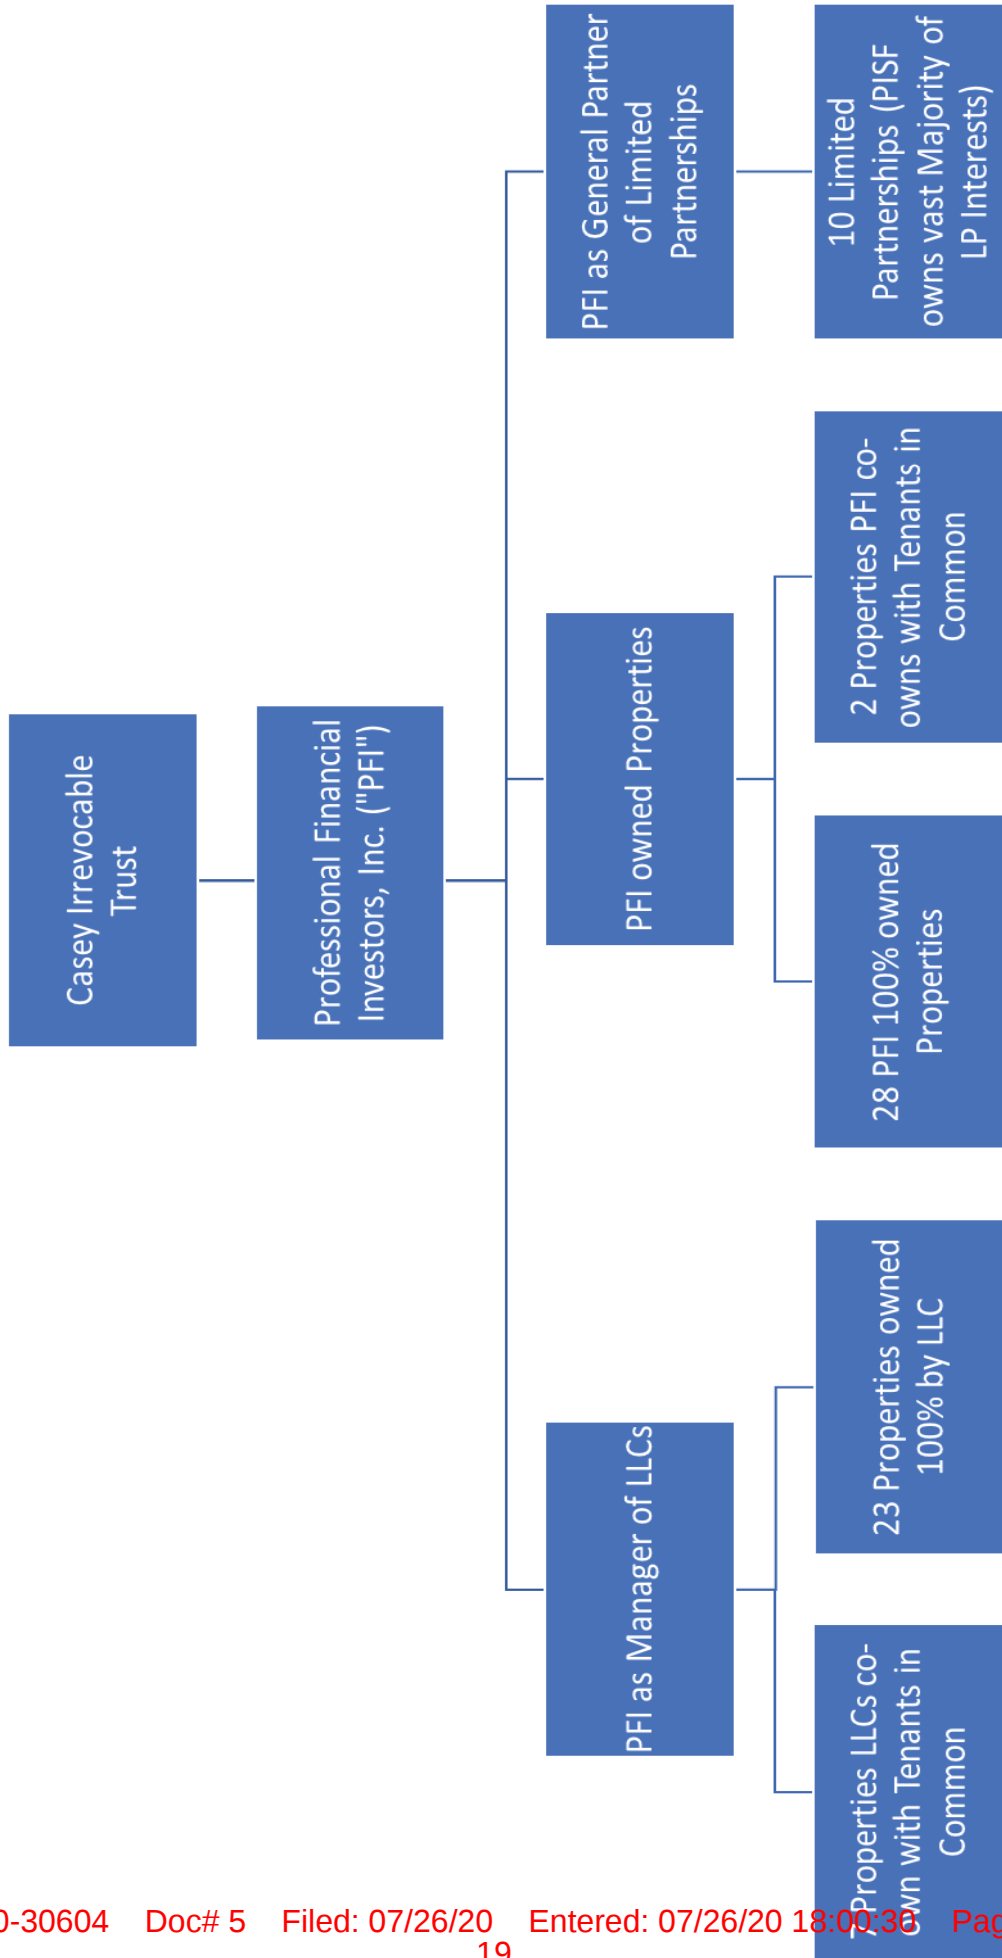 Casey Irrevocable
Trust
Professional Financial
Investors, Inc. ("PFI")
PFI as Manager of LLCs
PFI owned Properties
PFI as General Partner
of Limited
Partnerships
7 Properties LLCs co-
own with Tenants in
Common
23 Properties owned
100% by LLC
28 PFI 100% owned
Properties
2 Properties PFI co-
owns with Tenants in
Common
10 Limited
Partnerships (PISF
owns vast Majority of
LP Interests)
0-30604 Doc# 5 Filed: 07/26/20 Entered: 07/26/20 18:00:30 Pag
19